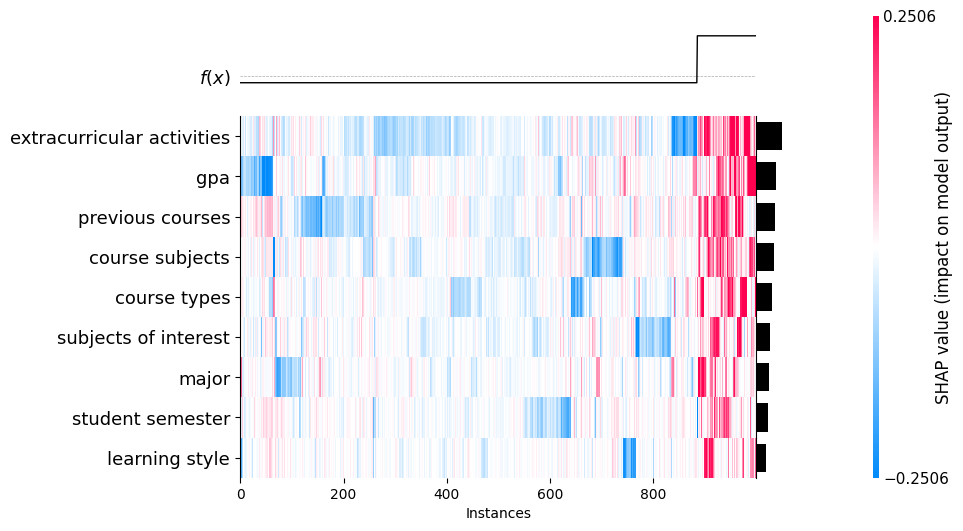 0.2506
f(x)
extracurricular activities
gpa
previous courses
course subjects
course types
subjects of interest
major
student semester
learning style
0 200 400 600 800
Instances
SHAP value (impact on model output)
−0.2506